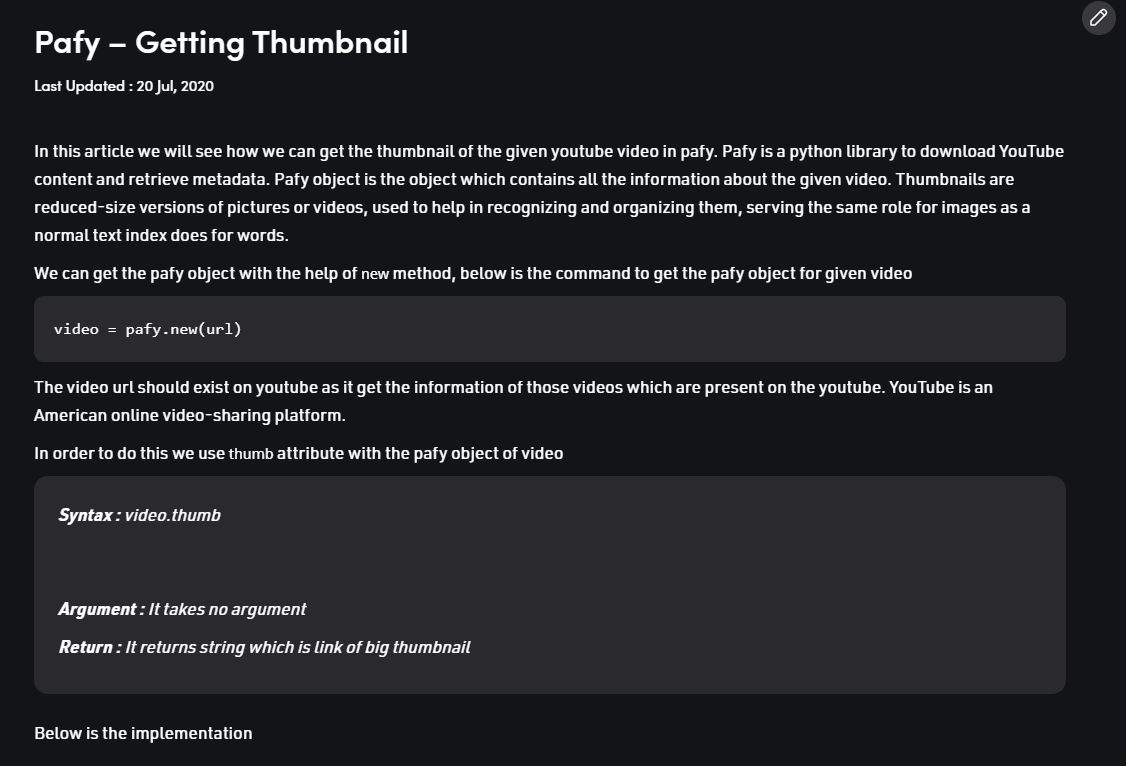 Pafy – Getting Thumbnail
Last Updated : 20 Jul, 2020
In this article we will see how we can get the thumbnail of the given youtube video in pafy. Pafy is a python library to download YouTube
content and retrieve metadata. Pafy object is the object which contains all the information about the given video. Thumbnails are
reduced-size versions of pictures or videos, used to help in recognizing and organizing them, serving the same role for images as a
normal text index does for words.
We can get the pafy object with the help of new method, below is the command to get the pafy object for given video
video = pafy.new(url)
The video url should exist on youtube as it get the information of those videos which are present on the youtube. YouTube is an
American online video-sharing platform.
In order to do this we use thumb attribute with the pafy object of video
Syntax : video.thumb
Argument : It takes no argument
Return : It returns string which is link of big thumbnail
Below is the implementation